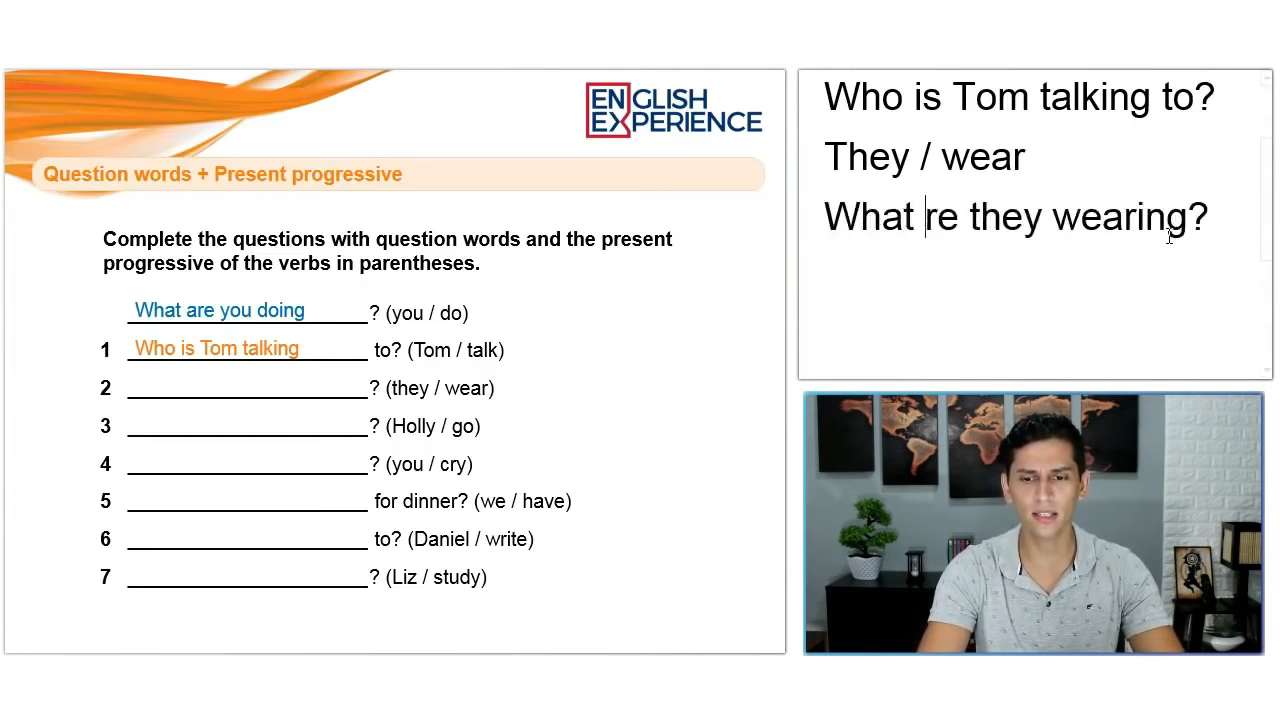 ENGLISH
EXPERIENCE
Question words + Present progressive
Complete the questions with question words and the present
progressive of the verbs in parentheses.
What are you doing ? (you / do)
1 Who is Tom talking to? (Tom / talk)
2 ? (they / wear)
3 ? (Holly / go)
4 ? (you / cry)
5 for dinner? (we / have)
6 to? (Daniel / write)
7 ? (Liz / study)
Who is Tom talking to?
They / wear
What re they wearing?